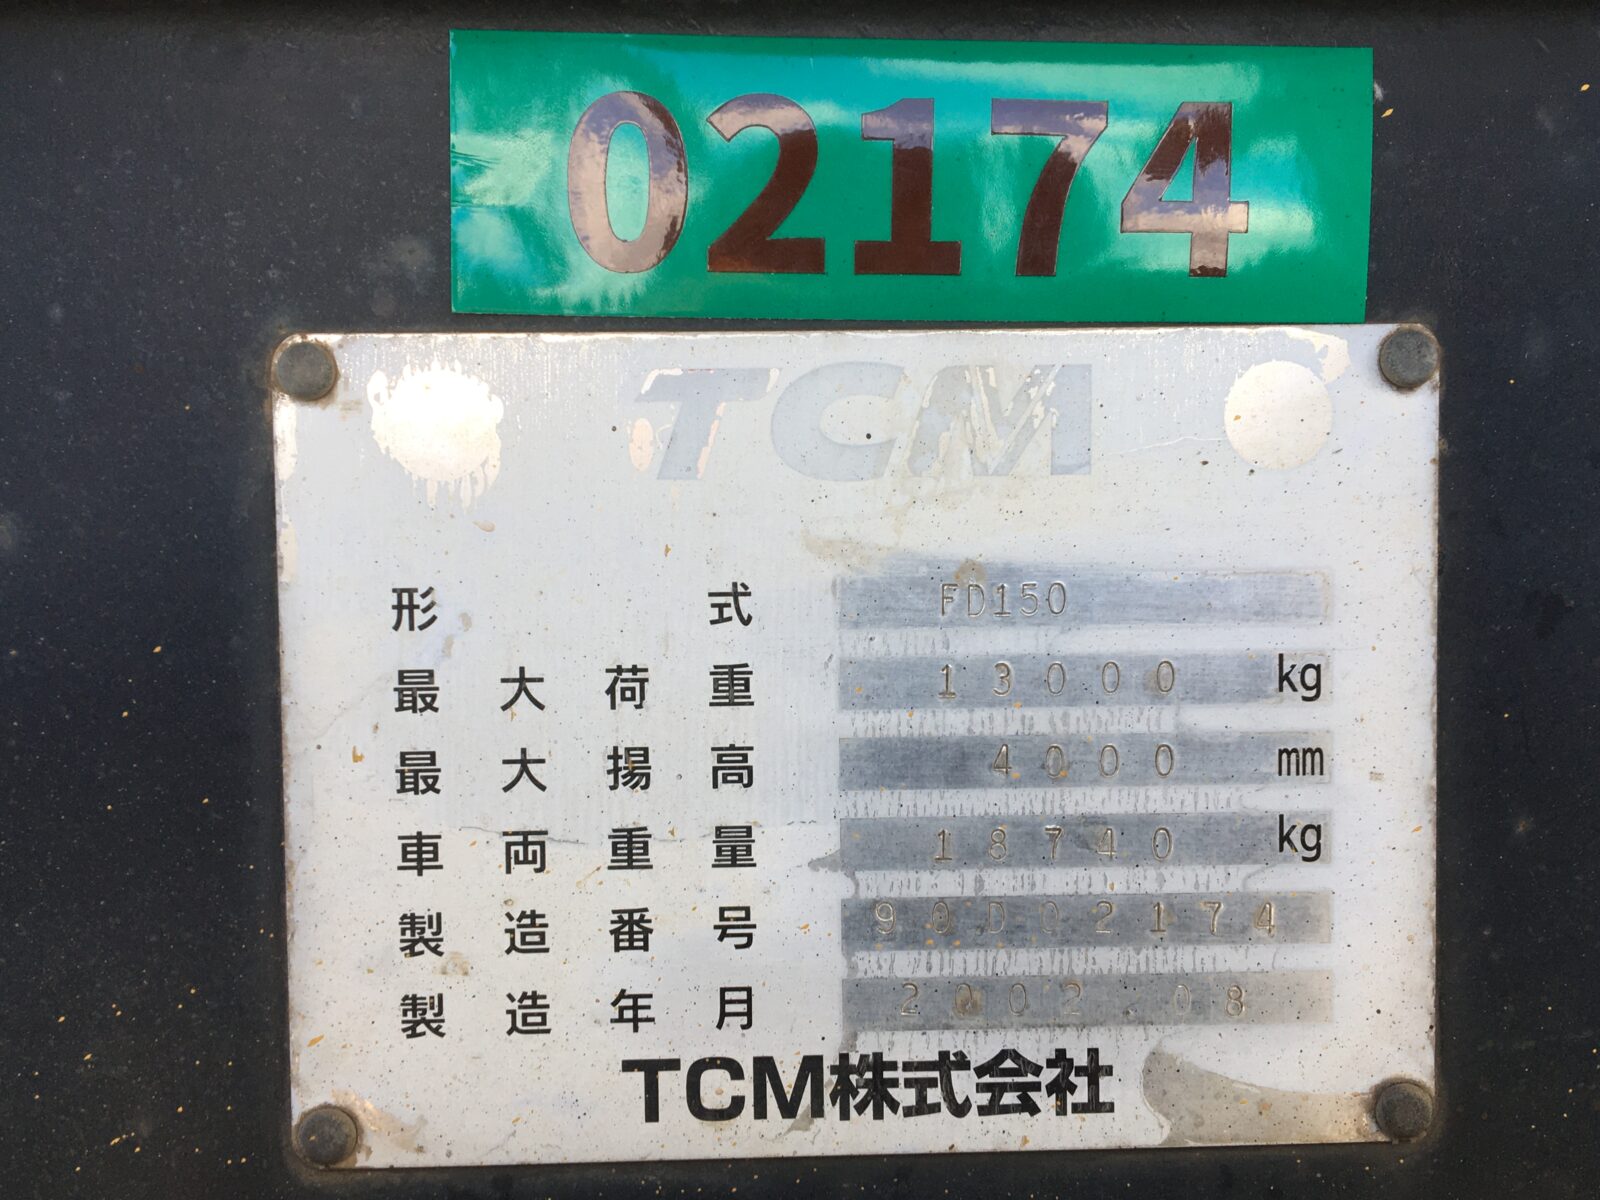 02174
TCM
形式 FD150
最大荷重 13000 kg
最大揚高 4000 mm
車両重量 18740 kg
製造番号 90D02174
製造年月 2002 08
TCM株式会社